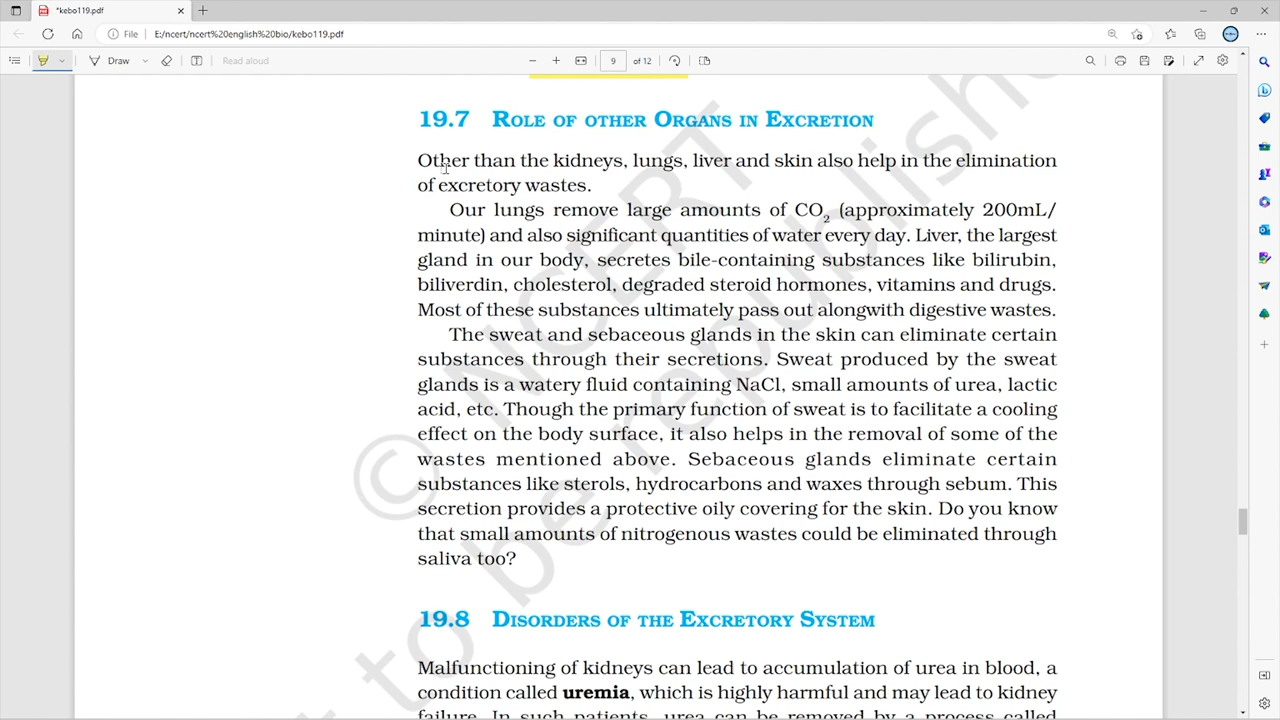 *kebo119.pdf
File
E:/ncert/ncert%20english%20bio/kebo119.pdf
Draw
Read aloud
9
of 12
19.7 ROLE OF OTHER ORGANS IN EXCRETION
Other than the kidneys, lungs, liver and skin also help in the elimination
of excretory wastes.
Our lungs remove large amounts of CO2 (approximately 200mL/
minute) and also significant quantities of water every day. Liver, the largest
gland in our body, secretes bile-containing substances like bilirubin,
biliverdin, cholesterol, degraded steroid hormones, vitamins and drugs.
Most of these substances ultimately pass out alongwith digestive wastes.
The sweat and sebaceous glands in the skin can eliminate certain
substances through their secretions. Sweat produced by the sweat
glands is a watery fluid containing NaCl, small amounts of urea, lactic
acid, etc. Though the primary function of sweat is to facilitate a cooling
effect on the body surface, it also helps in the removal of some of the
wastes mentioned above. Sebaceous glands eliminate certain
substances like sterols, hydrocarbons and waxes through sebum. This
secretion provides a protective oily covering for the skin. Do you know
that small amounts of nitrogenous wastes could be eliminated through
saliva too?
19.8 DISORDERS OF THE EXCRETORY SYSTEM
Malfunctioning of kidneys can lead to accumulation of urea in blood, a
condition called uremia, which is highly harmful and may lead to kidney
failure. In such patients, urea can be removed by a process called
© NCERT
to be republishe